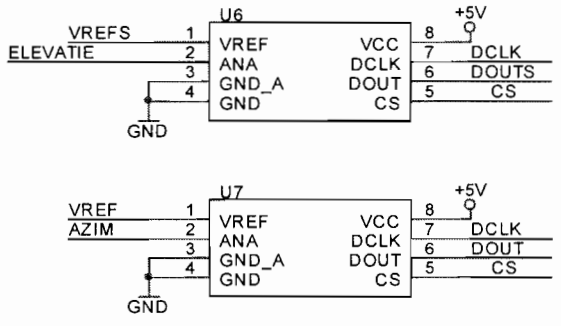 U6
+5V
VREFS 1 VREF VCC 8
ELEVATIE 2 ANA DCLK 7 DCLK
3 GND_A DOUT 6 DOUTS
4 GND CS 5 CS
GND
U7
+5V
VREF 1 VREF VCC 8
AZIM 2 ANA DCLK 7 DCLK
3 GND_A DOUT 6 DOUT
4 GND CS 5 CS
GND